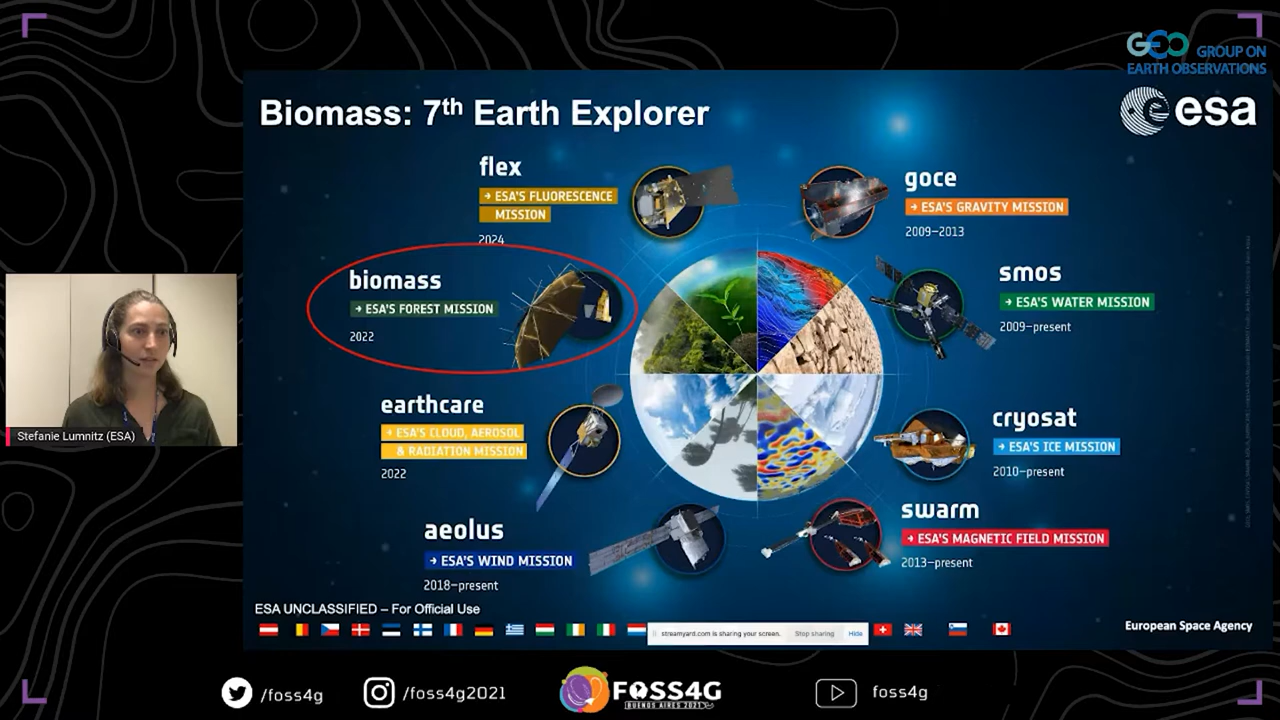 GEO GROUP ON
EARTH OBSERVATIONS
Biomass: 7th Earth Explorer
esa
flex
→ ESA'S FLUORESCENCE
MISSION
2024
goce
→ ESA'S GRAVITY MISSION
2009–2013
biomass
→ ESA'S FOREST MISSION
2022
smos
→ ESA'S WATER MISSION
2009–present
earthcare
→ ESA'S CLOUD, AEROSOL
& RADIATION MISSION
2022
cryosat
→ ESA'S ICE MISSION
2010–present
aeolus
→ ESA'S WIND MISSION
2018–present
swarm
→ ESA'S MAGNETIC FIELD MISSION
2013–present
Stefanie Lumnitz (ESA)
ESA UNCLASSIFIED – For Official Use
streamyard.com is sharing your screen.
Stop sharing
Hide
European Space Agency
/foss4g
/foss4g2021
FOSS4G
BUENOS AIRES 2021
foss4g